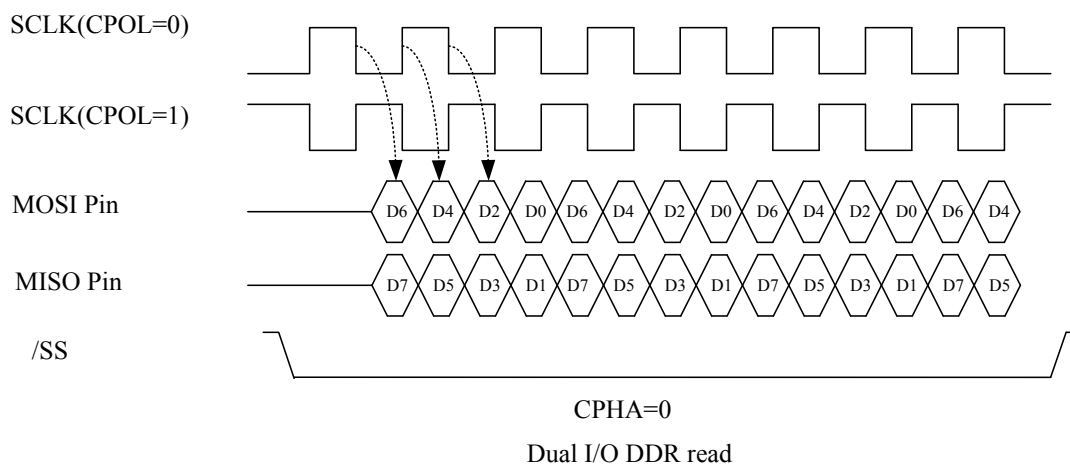 SCLK(CPOL=0)
SCLK(CPOL=1)
MOSI Pin
D6 D4 D2 D0 D6 D4 D2 D0 D6 D4 D2 D0 D6 D4
MISO Pin
D7 D5 D3 D1 D7 D5 D3 D1 D7 D5 D3 D1 D7 D5
/SS
CPHA=0
Dual I/O DDR read